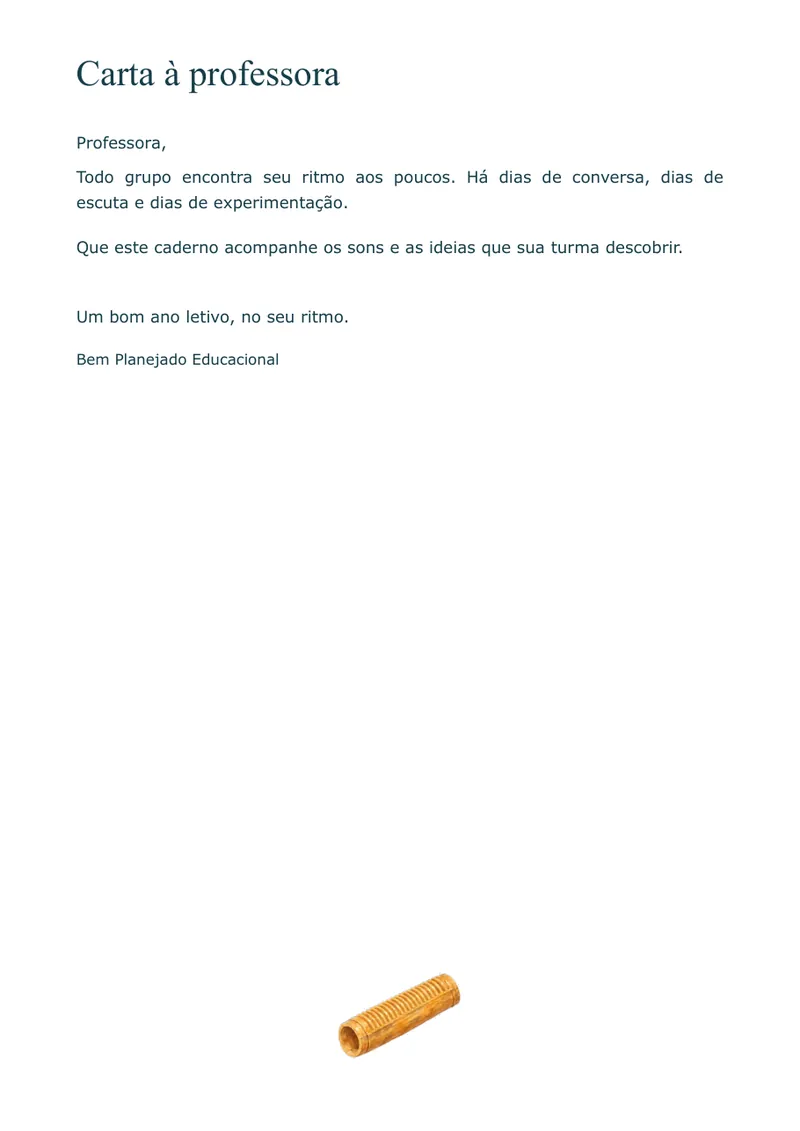 Carta à professora
Professora,
Todo grupo encontra seu ritmo aos poucos. Há dias de conversa, dias de
escuta e dias de experimentação.
Que este caderno acompanhe os sons e as ideias que sua turma descobrir.
Um bom ano letivo, no seu ritmo.
Bem Planejado Educacional